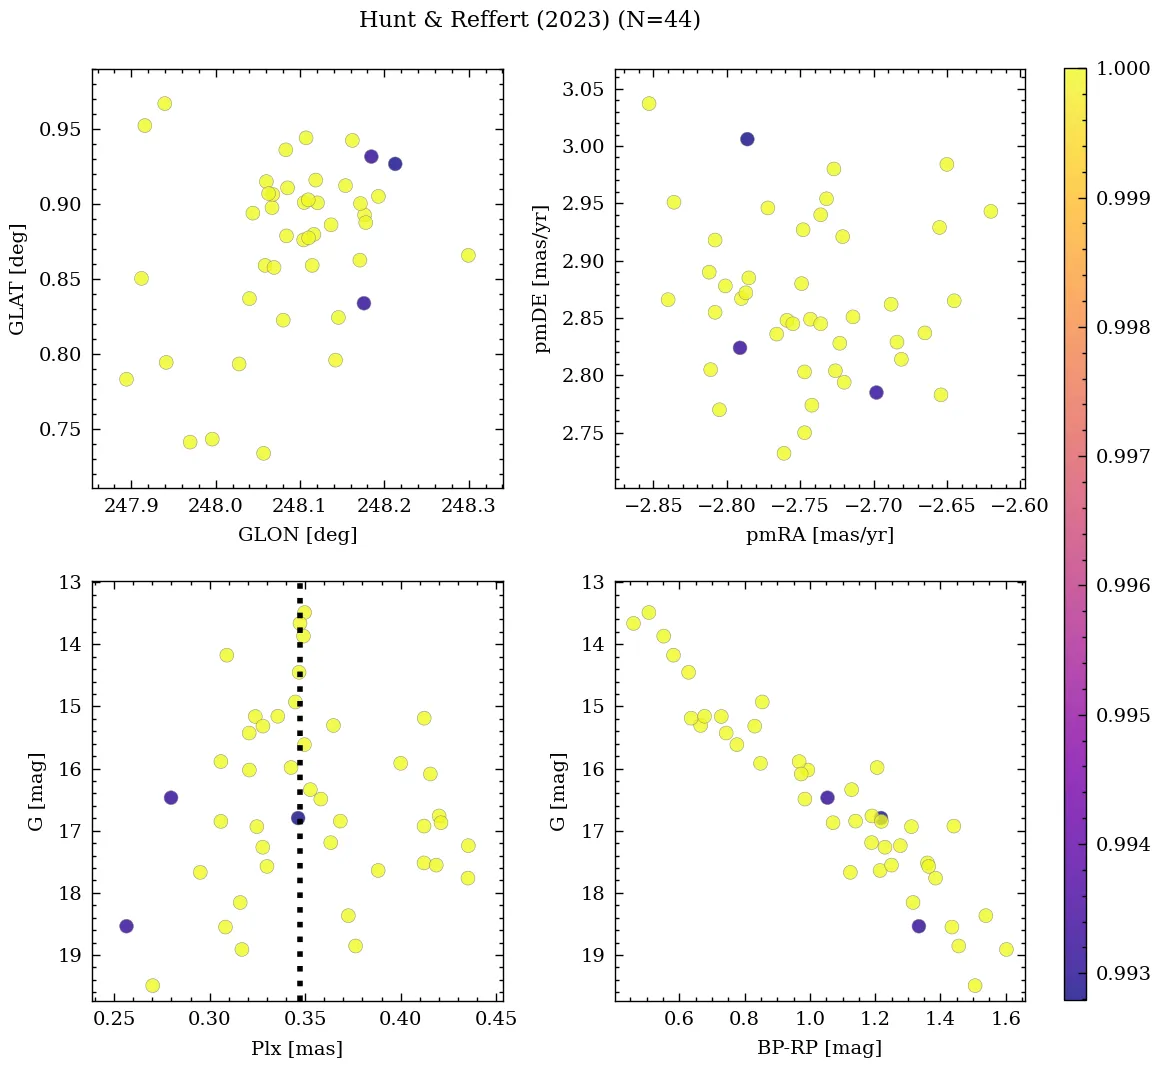 Hunt & Reffert (2023) (N=44)
0.95
0.90
0.85
0.80
0.75
GLAT [deg]
247.9 248.0 248.1 248.2 248.3
GLON [deg]
3.05
3.00
2.95
2.90
2.85
2.80
2.75
pmDE [mas/yr]
−2.85 −2.80 −2.75 −2.70 −2.65 −2.60
pmRA [mas/yr]
13
14
15
16
17
18
19
G [mag]
0.25 0.30 0.35 0.40 0.45
Plx [mas]
13
14
15
16
17
18
19
G [mag]
0.6 0.8 1.0 1.2 1.4 1.6
BP-RP [mag]
1.000
0.999
0.998
0.997
0.996
0.995
0.994
0.993